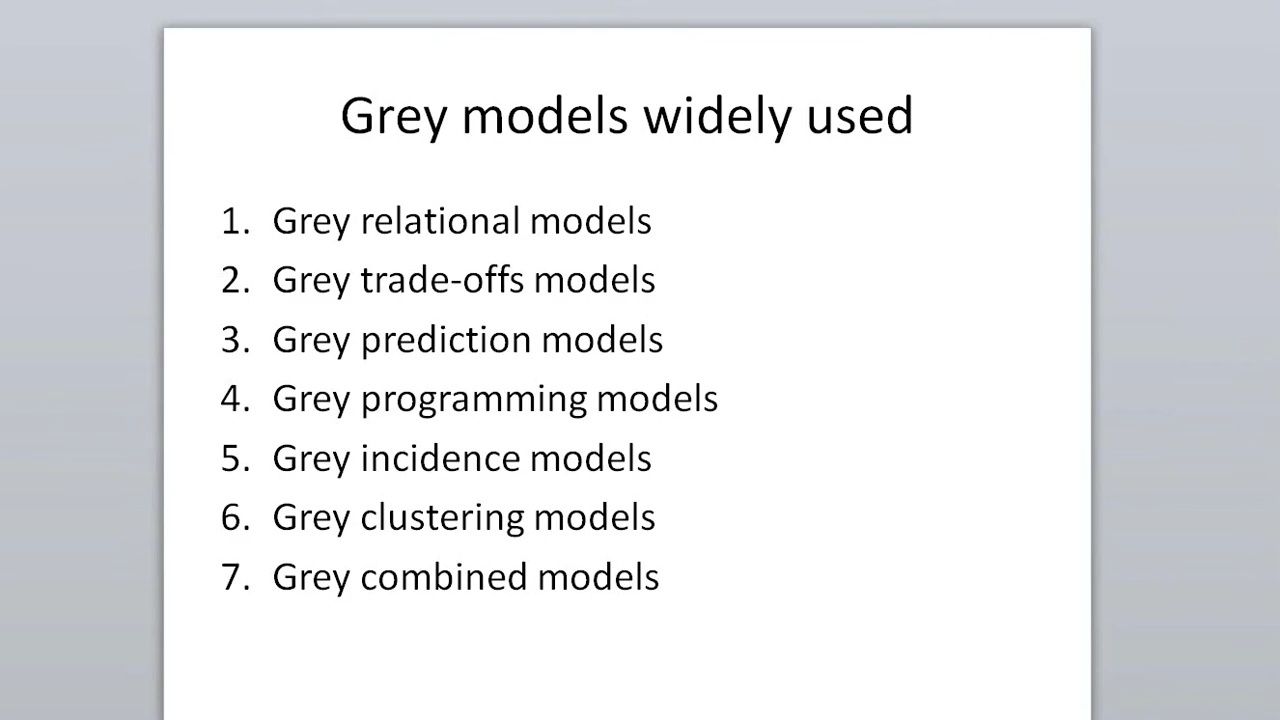 Grey models widely used
1. Grey relational models
2. Grey trade-offs models
3. Grey prediction models
4. Grey programming models
5. Grey incidence models
6. Grey clustering models
7. Grey combined models